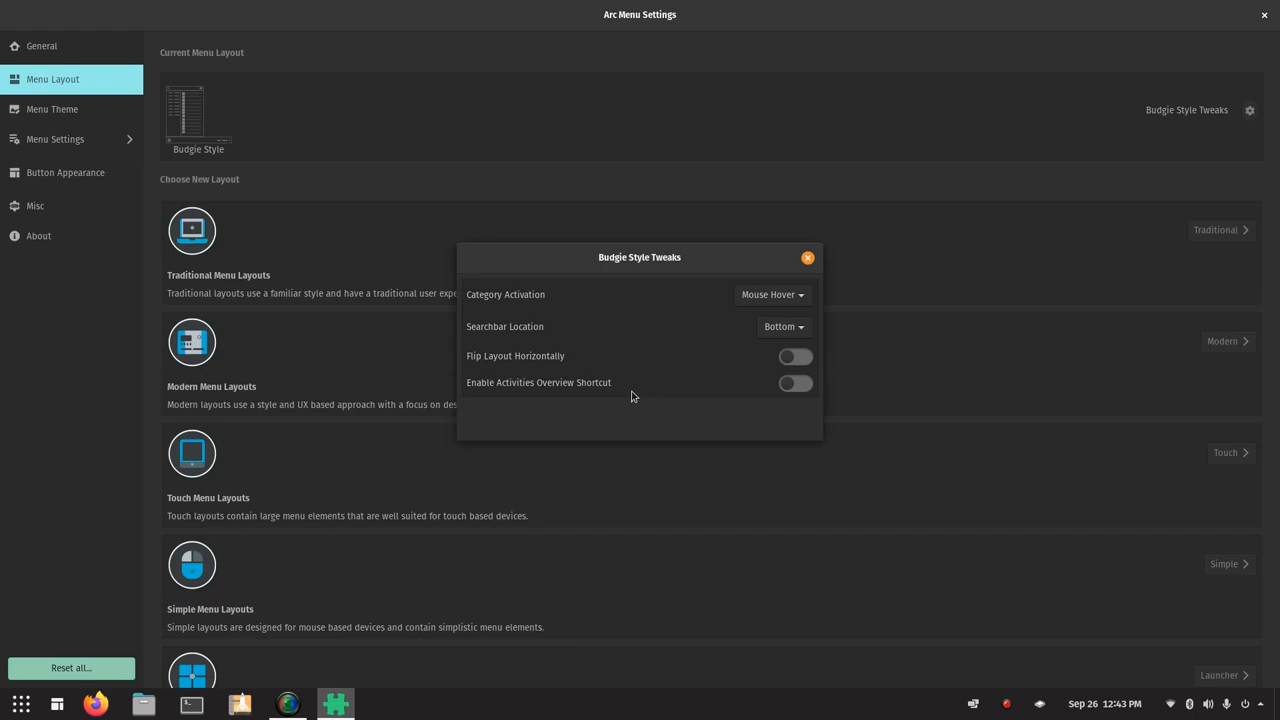 Arc Menu Settings
General
Menu Layout
Menu Theme
Menu Settings
Button Appearance
Misc
About
Reset all...
Current Menu Layout
Budgie Style
Budgie Style Tweaks
Choose New Layout
Traditional
Traditional Menu Layouts
Traditional layouts use a familiar style and have a traditional user expe
Modern
Modern Menu Layouts
Modern layouts use a style and UX based approach with a focus on des
Touch
Touch Menu Layouts
Touch layouts contain large menu elements that are well suited for touch based devices.
Simple
Simple Menu Layouts
Simple layouts are designed for mouse based devices and contain simplistic menu elements.
Launcher
Budgie Style Tweaks
Category Activation Mouse Hover
Searchbar Location Bottom
Flip Layout Horizontally
Enable Activities Overview Shortcut
Sep 26 12:43 PM